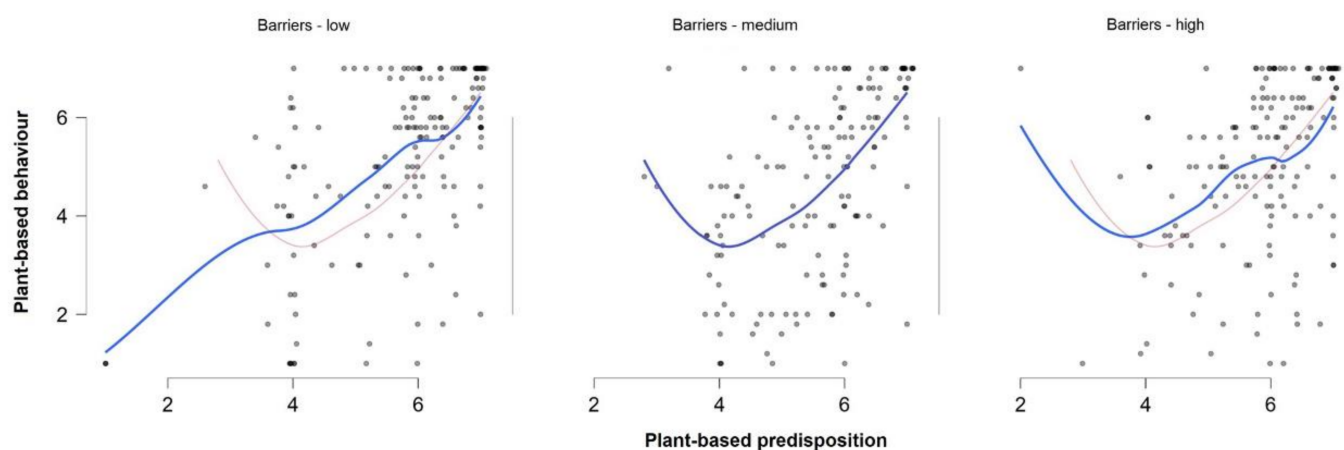 Barriers - low
Barriers - medium
Barriers - high
Plant-based behaviour
6
4
2
2 4 6
2 4 6
2 4 6
Plant-based predisposition